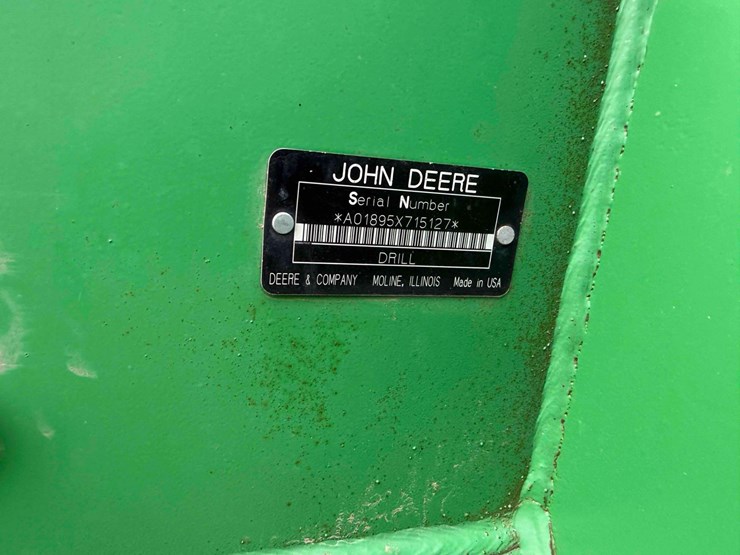 JOHN DEERE
Serial Number
*A01895X715127*
DRILL
DEERE & COMPANY MOLINE, ILLINOIS Made in USA